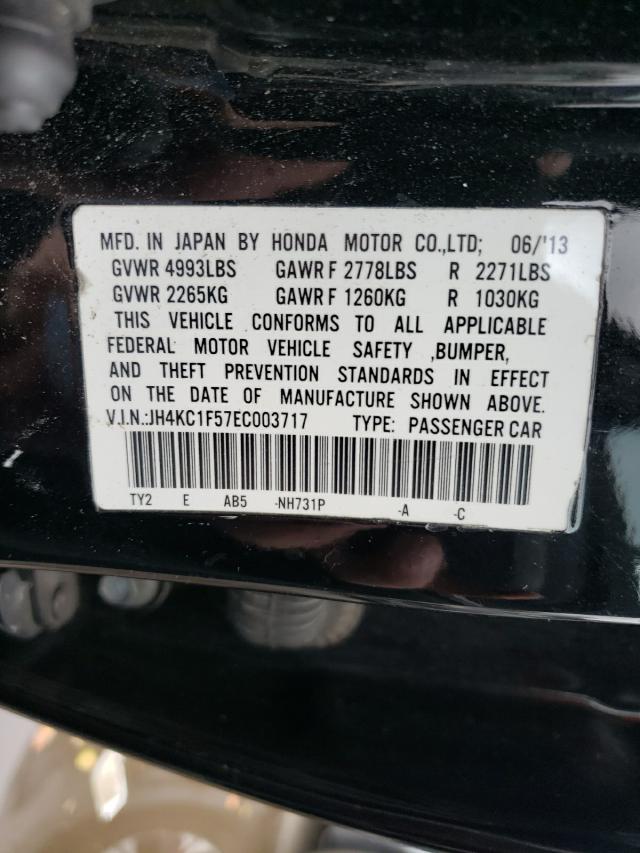 MFD. IN JAPAN BY HONDA MOTOR CO.,LTD; 06/'13
GVWR 4993LBS GAWR F 2778LBS R 2271LBS
GVWR 2265KG GAWR F 1260KG R 1030KG
THIS VEHICLE CONFORMS TO ALL APPLICABLE
FEDERAL MOTOR VEHICLE SAFETY ,BUMPER,
AND THEFT PREVENTION STANDARDS IN EFFECT
ON THE DATE OF MANUFACTURE SHOWN ABOVE.
V.I.N.:JH4KC1F57EC003717 TYPE: PASSENGER CAR
TY2 E AB5 -NH731P -A -C